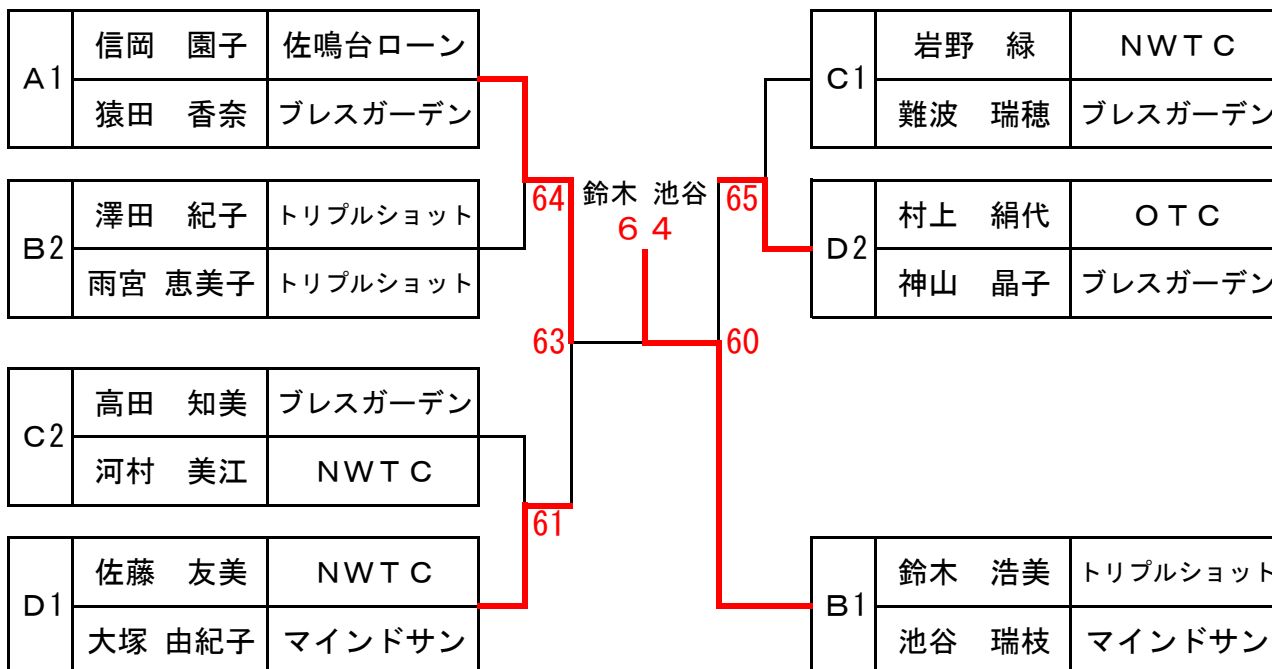 A1
信岡 園子 佐鳴台ローン
猿田 香奈 ブレスガーデン
B2
澤田 紀子 トリプルショット
雨宮 恵美子 トリプルショット
C2
高田 知美 ブレスガーデン
河村 美江 NWTC
D1
佐藤 友美 NWTC
大塚 由紀子 マインドサン
64
63
61
鈴木 池谷
64
65
60
C1
岩野 緑 NWTC
難波 瑞穂 ブレスガーデン
D2
村上 絹代 OTC
神山 晶子 ブレスガーデン
B1
鈴木 浩美 トリプルショット
池谷 瑞枝 マインドサン